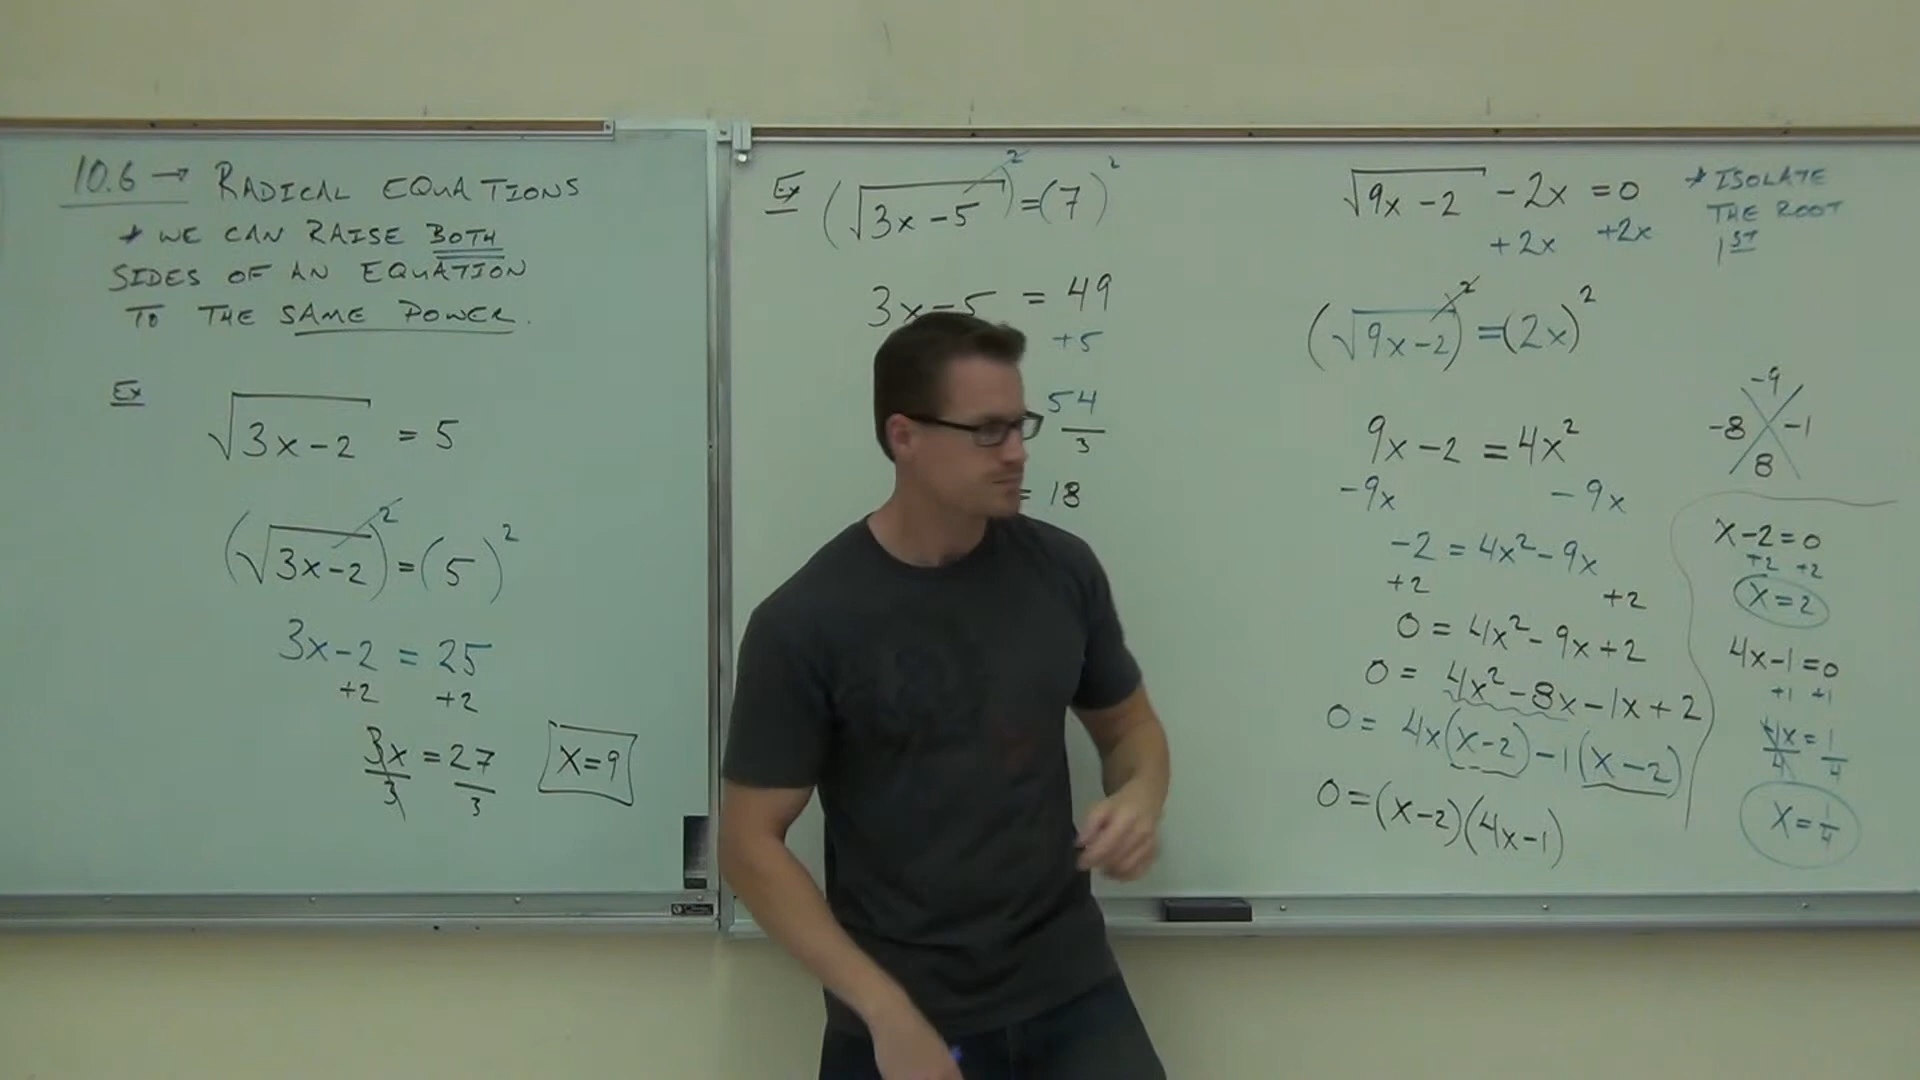 10.6 → RADICAL EQUATIONS
* WE CAN RAISE BOTH
SIDES OF AN EQUATION
TO THE SAME POWER.
Ex
√3x-2 = 5
(√3x-2)² = (5)²
3x-2 = 25
+2 +2
3x = 27
3 3
x=9
Ex (√3x-5)² = (7)²
3x-5 = 49
+5
54
3
= 18
√9x-2 - 2x = 0
+2x +2x
* ISOLATE
THE ROOT
1ST
(√9x-2)² = (2x)²
9x-2 = 4x²
-9x -9x
-2 = 4x²-9x
+2 +2
0 = 4x²-9x+2
0 = 4x²-8x-1x+2
0 = 4x(x-2)-1(x-2)
0 = (x-2)(4x-1)
-9
-8 -1
8
x-2=0
+2 +2
x=2
4x-1=0
+1 +1
4x = 1
4 4
x = 1/4